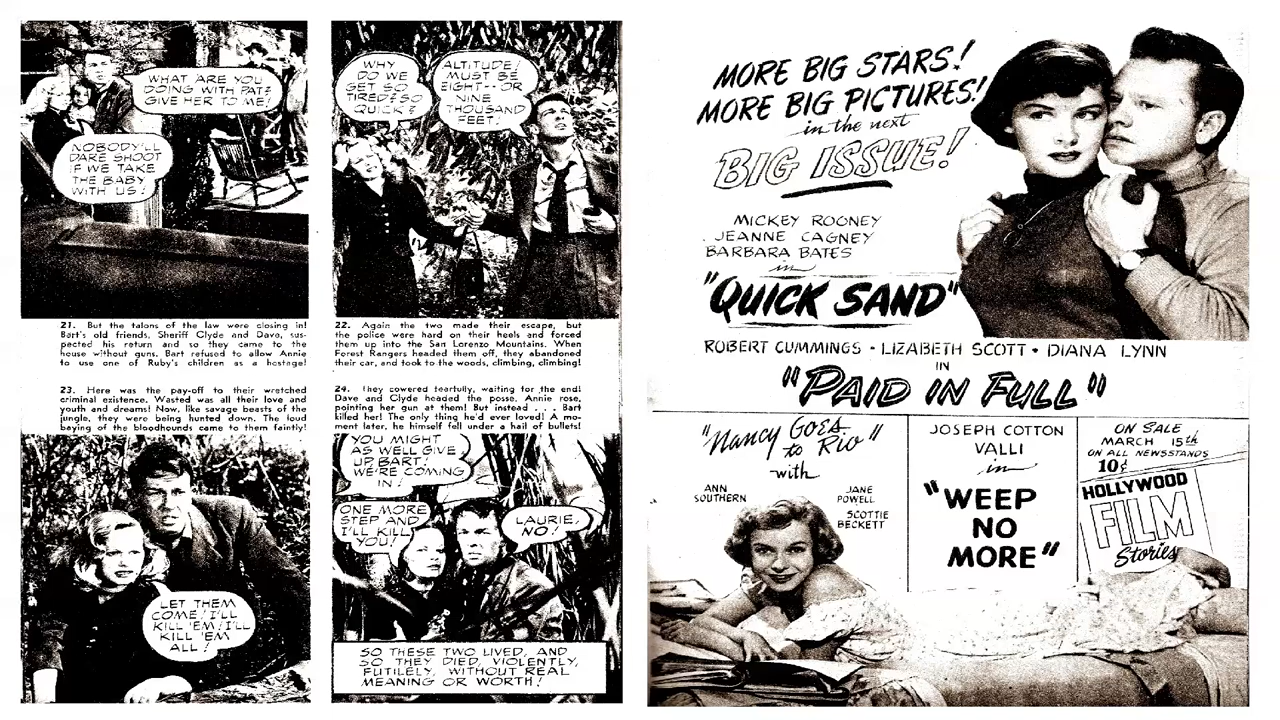 WHAT ARE YOU
DOING WITH PAT?
GIVE HER TO ME!
NOBODY'LL
DARE SHOOT
IF WE TAKE
THE BABY
WITH US!
21. But the talons of the law were closing in!
Bart's old friends, Sheriff Clyde and Dave, sus-
pected his return and so they came to the
house without guns. Bart refused to allow Annie
to use one of Ruby's children as a hostage!
WHY
DO WE
GET SO
TIRED? SO
QUICK?
ALTITUDE!
MUST BE
EIGHT--OR
NINE
THOUSAND
FEET!
22. Again the two made their escape, but
the police were hard on their heels and forced
them up into the San Lorenzo Mountains. When
Forest Rangers headed them off, they abandoned
their car, and took to the woods, climbing, climbing!
23. Here was the pay-off to their wretched
criminal existence. Wasted was all their love and
youth and dreams! Now, like savage beasts of the
jungle, they were being hunted down. The loud
baying of the bloodhounds came to them faintly!
LET THEM
COME! I'LL
KILL 'EM! I'LL
KILL 'EM
ALL!
24. They cowered fearfully, waiting for the end!
Dave and Clyde headed the posse. Annie rose,
pointing her gun at them! But instead . . . Bart
killed her! The only thing he'd ever loved! A mo-
ment later, he himself fell under a hail of bullets!
YOU MIGHT
AS WELL GIVE
UP BART!
WE'RE COMING
IN!
ONE MORE
STEP AND
I'LL KILL
YOU!
LAURIE,
NO!
SO THESE TWO LIVED, AND
SO THEY DIED, VIOLENTLY,
FUTILELY, WITHOUT REAL
MEANING OR WORTH!
MORE BIG STARS!
MORE BIG PICTURES!
in the next
BIG ISSUE!
MICKEY ROONEY
JEANNE CAGNEY
BARBARA BATES
in
"QUICK SAND"
ROBERT CUMMINGS • LIZABETH SCOTT • DIANA LYNN
IN
"PAID IN FULL"
"Nancy Goes
to Rio"
with
ANN
SOUTHERN
JANE
POWELL
SCOTTIE
BECKETT
JOSEPH COTTON
VALLI
in
"WEEP
NO
MORE"
ON SALE
MARCH 15th
ON ALL NEWSSTANDS
10¢
HOLLYWOOD
FILM
Stories